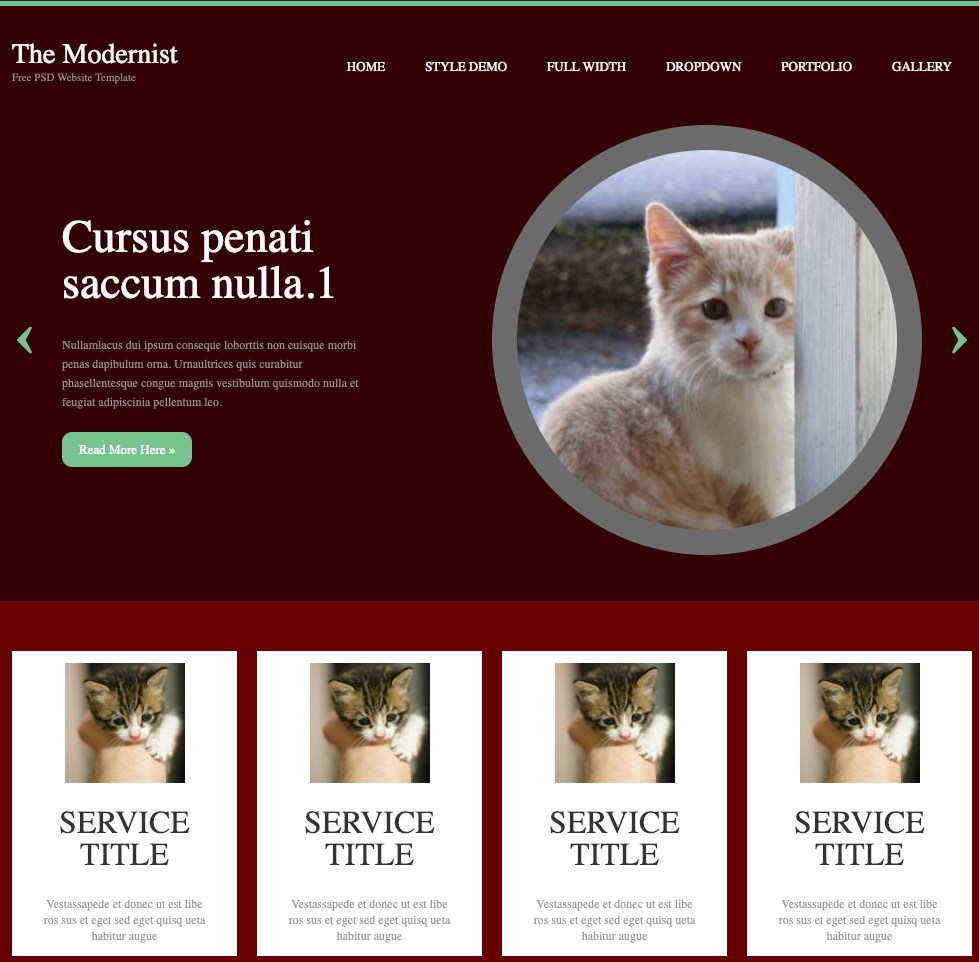 The Modernist
Free PSD Website Template
HOME STYLE DEMO FULL WIDTH DROPDOWN PORTFOLIO GALLERY
Cursus penati
saccum nulla.1
Nullamlacus dui ipsum conseque loborttis non euisque morbi
penas dapibulum orna. Urnaultrices quis curabitur
phasellentesque congue magnis vestibulum quismodo nulla et
feugiat adipiscinia pellentum leo.
Read More Here »
SERVICE
TITLE
Vestassapede et donec ut est libe
ros sus et eget sed eget quisq ueta
habitur augue
SERVICE
TITLE
Vestassapede et donec ut est libe
ros sus et eget sed eget quisq ueta
habitur augue
SERVICE
TITLE
Vestassapede et donec ut est libe
ros sus et eget sed eget quisq ueta
habitur augue
SERVICE
TITLE
Vestassapede et donec ut est libe
ros sus et eget sed eget quisq ueta
habitur augue